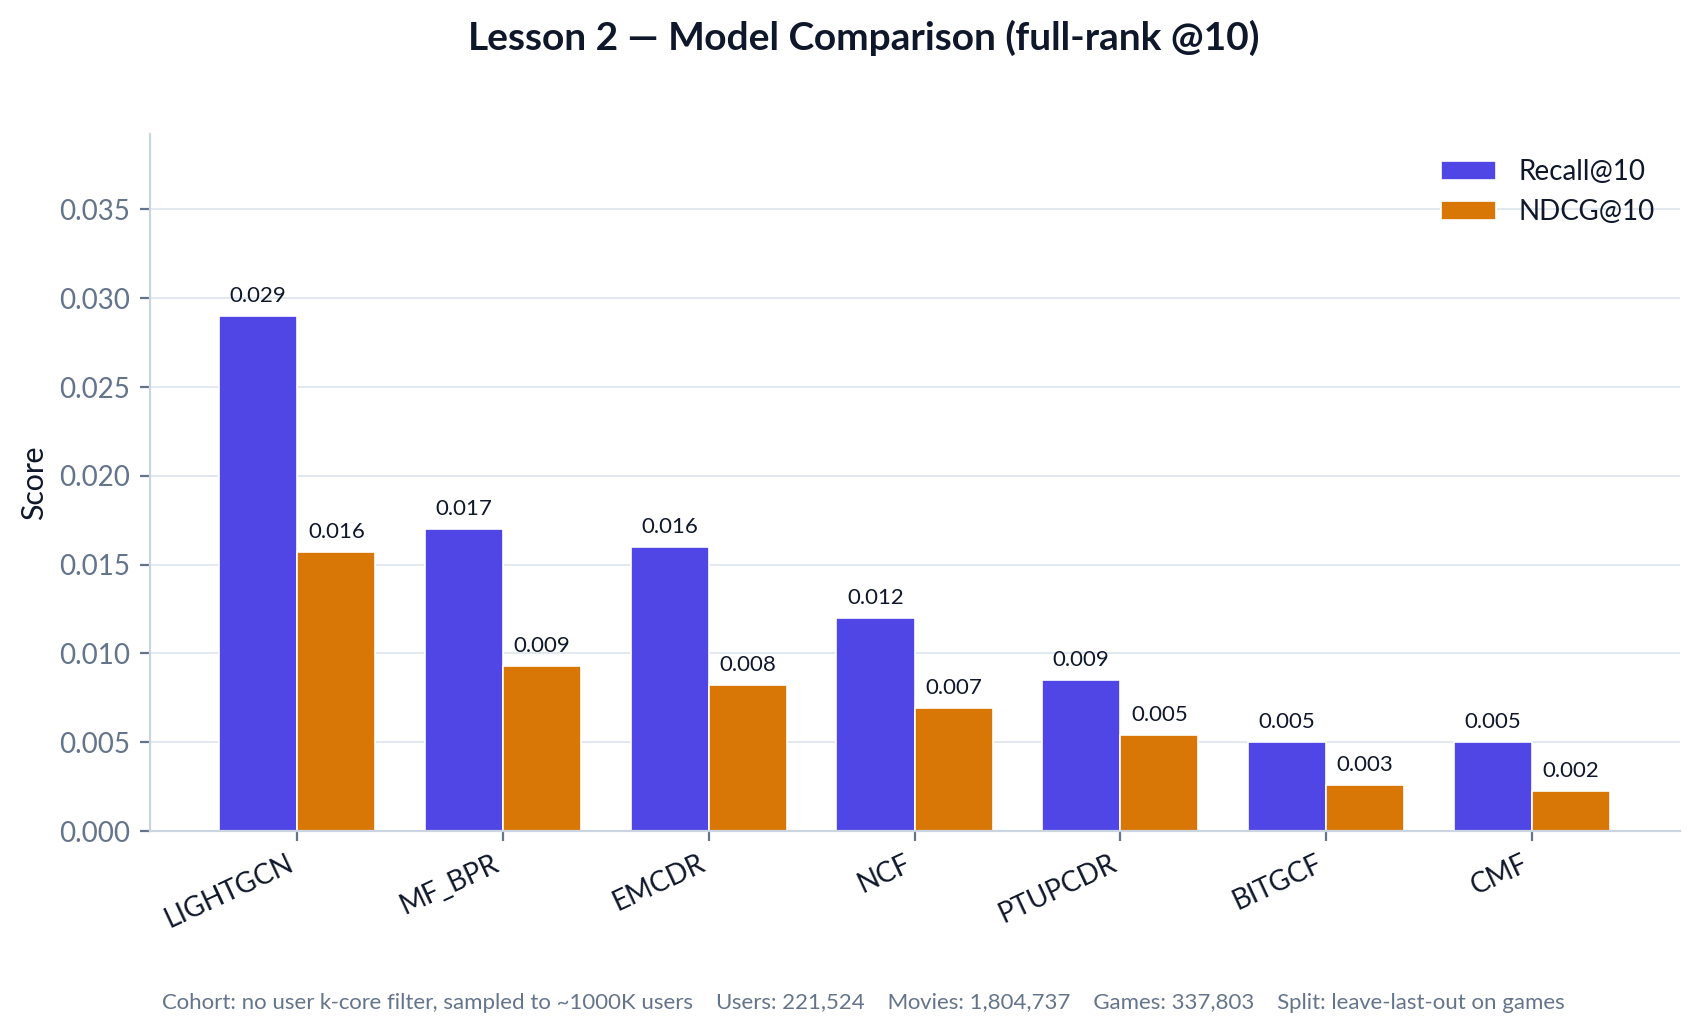 Lesson 2 — Model Comparison (full-rank @10)
Recall@10
NDCG@10
Score
0.035
0.030
0.025
0.020
0.015
0.010
0.005
0.000
0.029
0.016
0.017
0.009
0.016
0.008
0.012
0.007
0.009
0.005
0.005
0.003
0.005
0.002
LIGHTGCN
MF_BPR
EMCDR
NCF
PTUPCDR
BITGCF
CMF
Cohort: no user k-core filter, sampled to ~1000K users Users: 221,524 Movies: 1,804,737 Games: 337,803 Split: leave-last-out on games